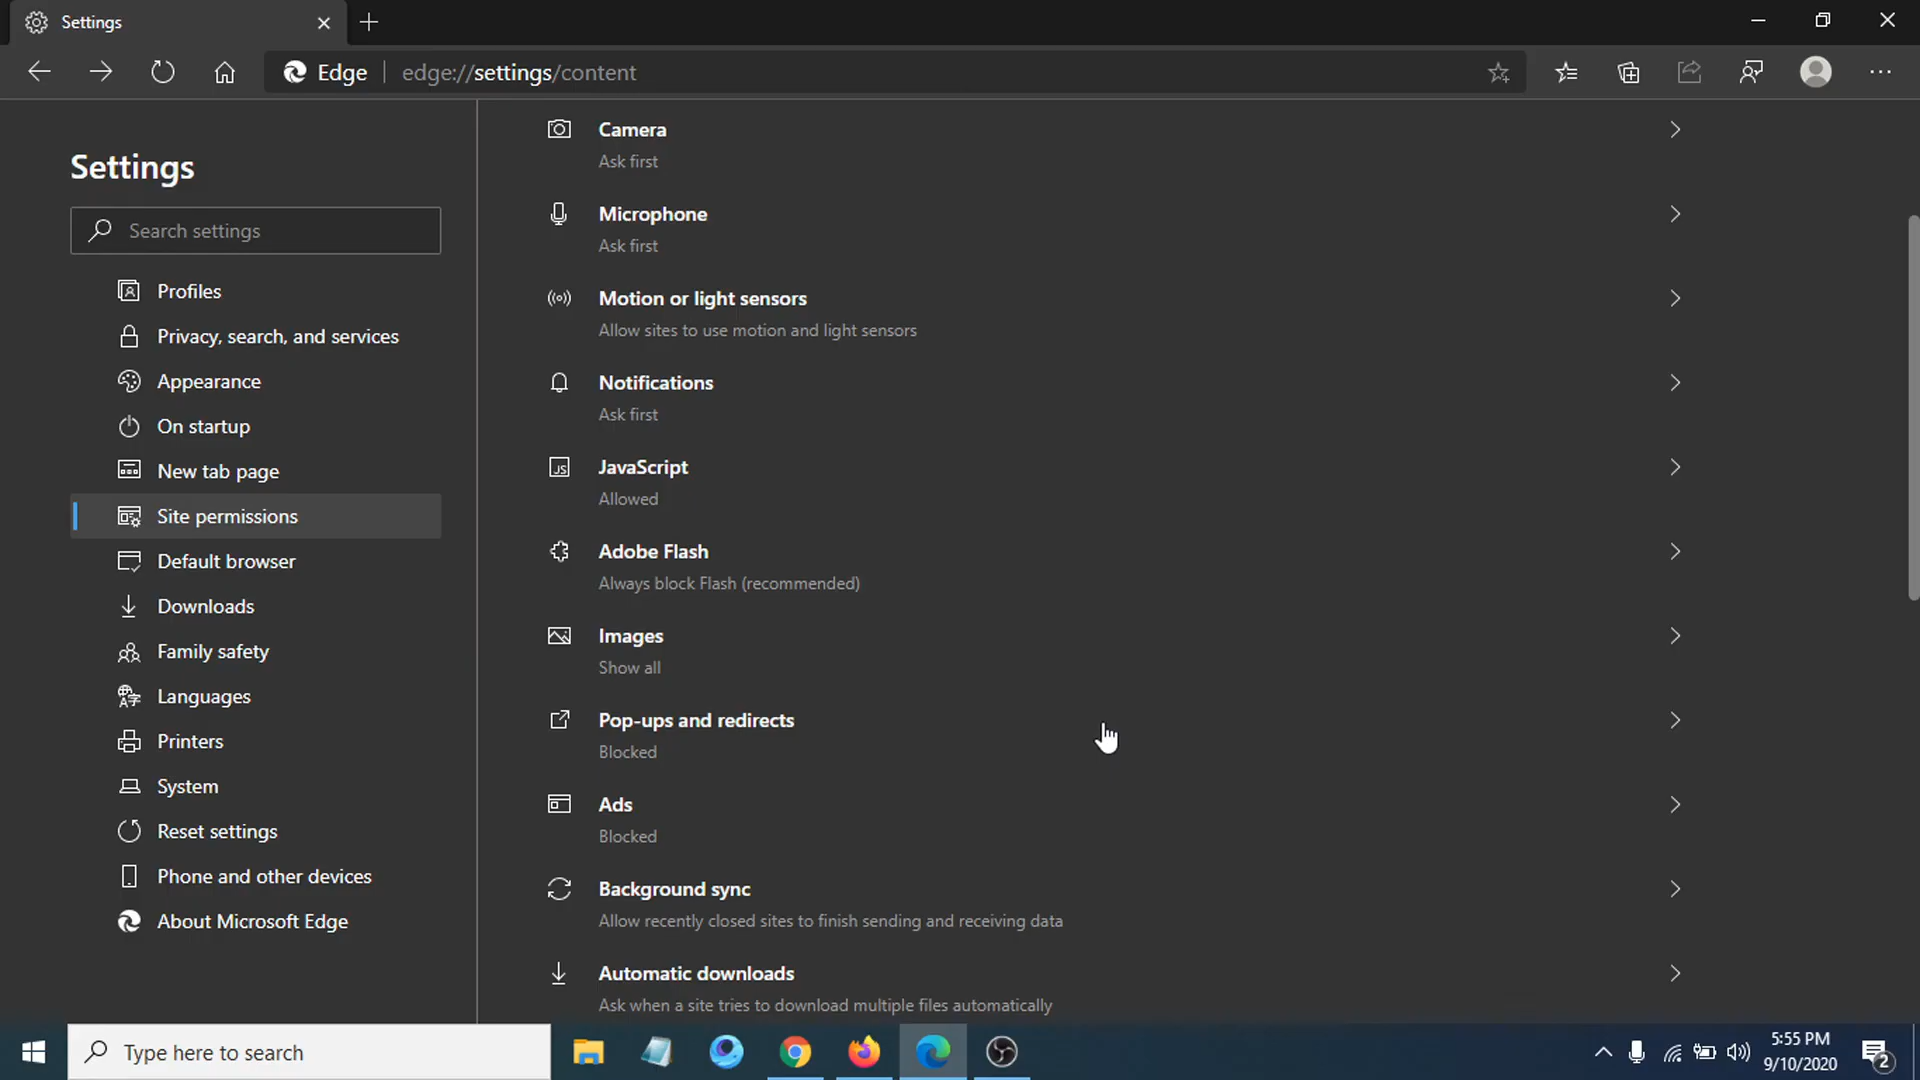 Settings
Edge
edge://settings/content
Settings
Search settings
Profiles
Privacy, search, and services
Appearance
On startup
New tab page
Site permissions
Default browser
Downloads
Family safety
Languages
Printers
System
Reset settings
Phone and other devices
About Microsoft Edge
Camera
Ask first
Microphone
Ask first
Motion or light sensors
Allow sites to use motion and light sensors
Notifications
Ask first
JS
JavaScript
Allowed
Adobe Flash
Always block Flash (recommended)
Images
Show all
Pop-ups and redirects
Blocked
Ads
Blocked
Background sync
Allow recently closed sites to finish sending and receiving data
Automatic downloads
Ask when a site tries to download multiple files automatically
Type here to search
5:55 PM
9/10/2020
2